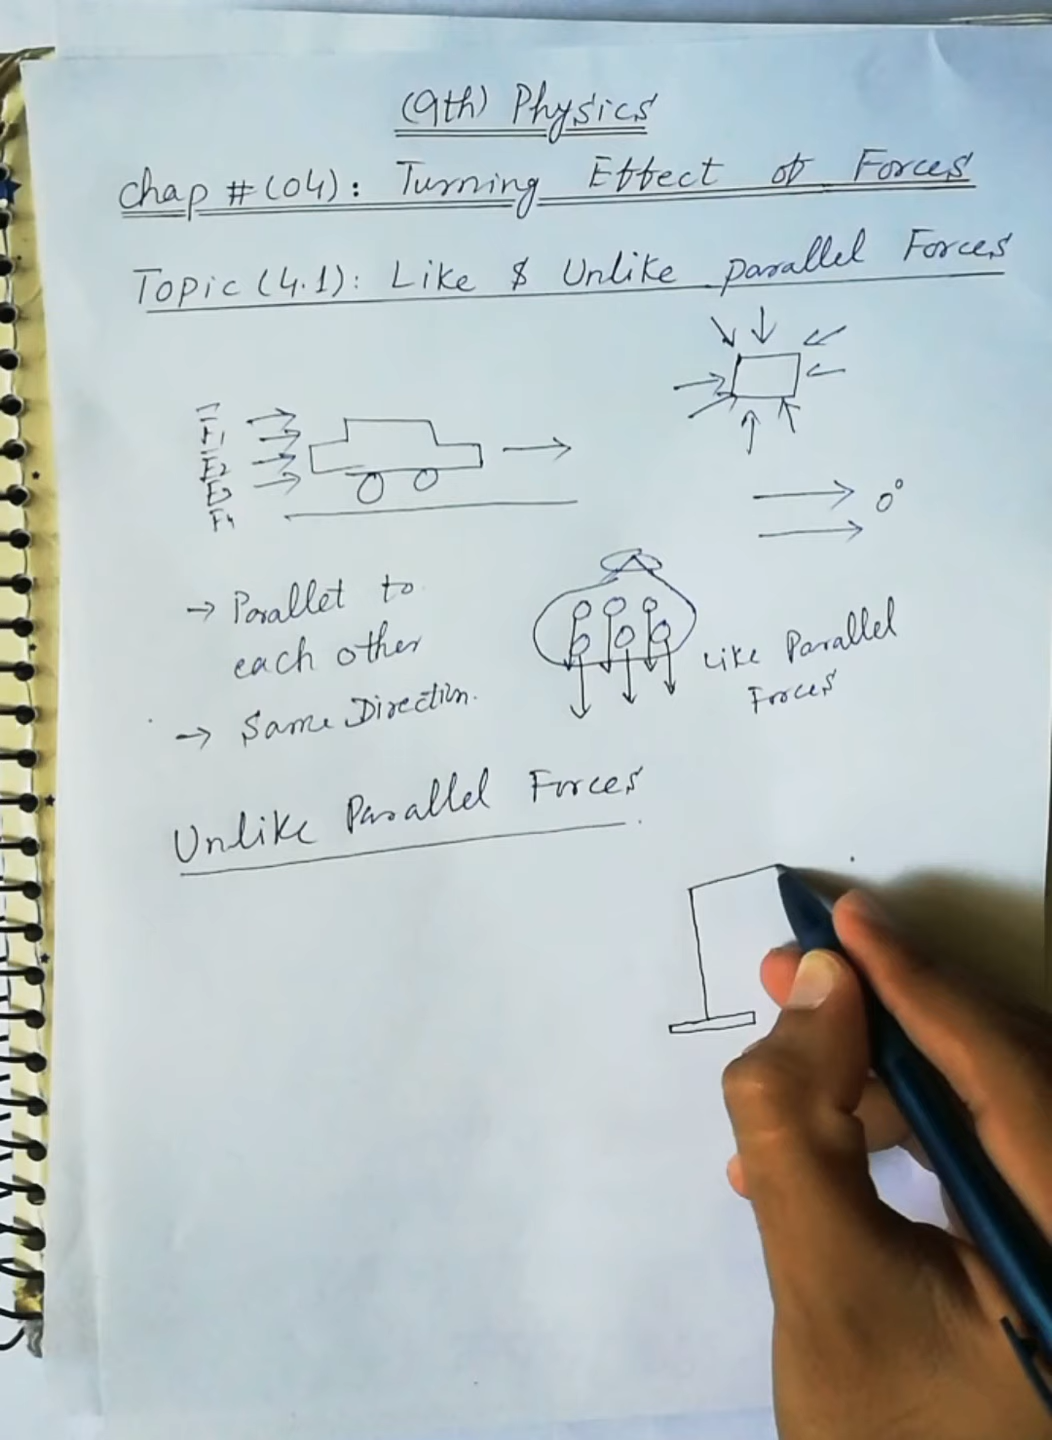 (9th) Physics
Chap # (04): Turning Effect of Forces
Topic (4.1): Like & Unlike parallel Forces
F1
F2
F3
F4
0°
→ Parallel to
each other
→ Same Direction.
Like Parallel
Forces
Unlike Parallel Forces